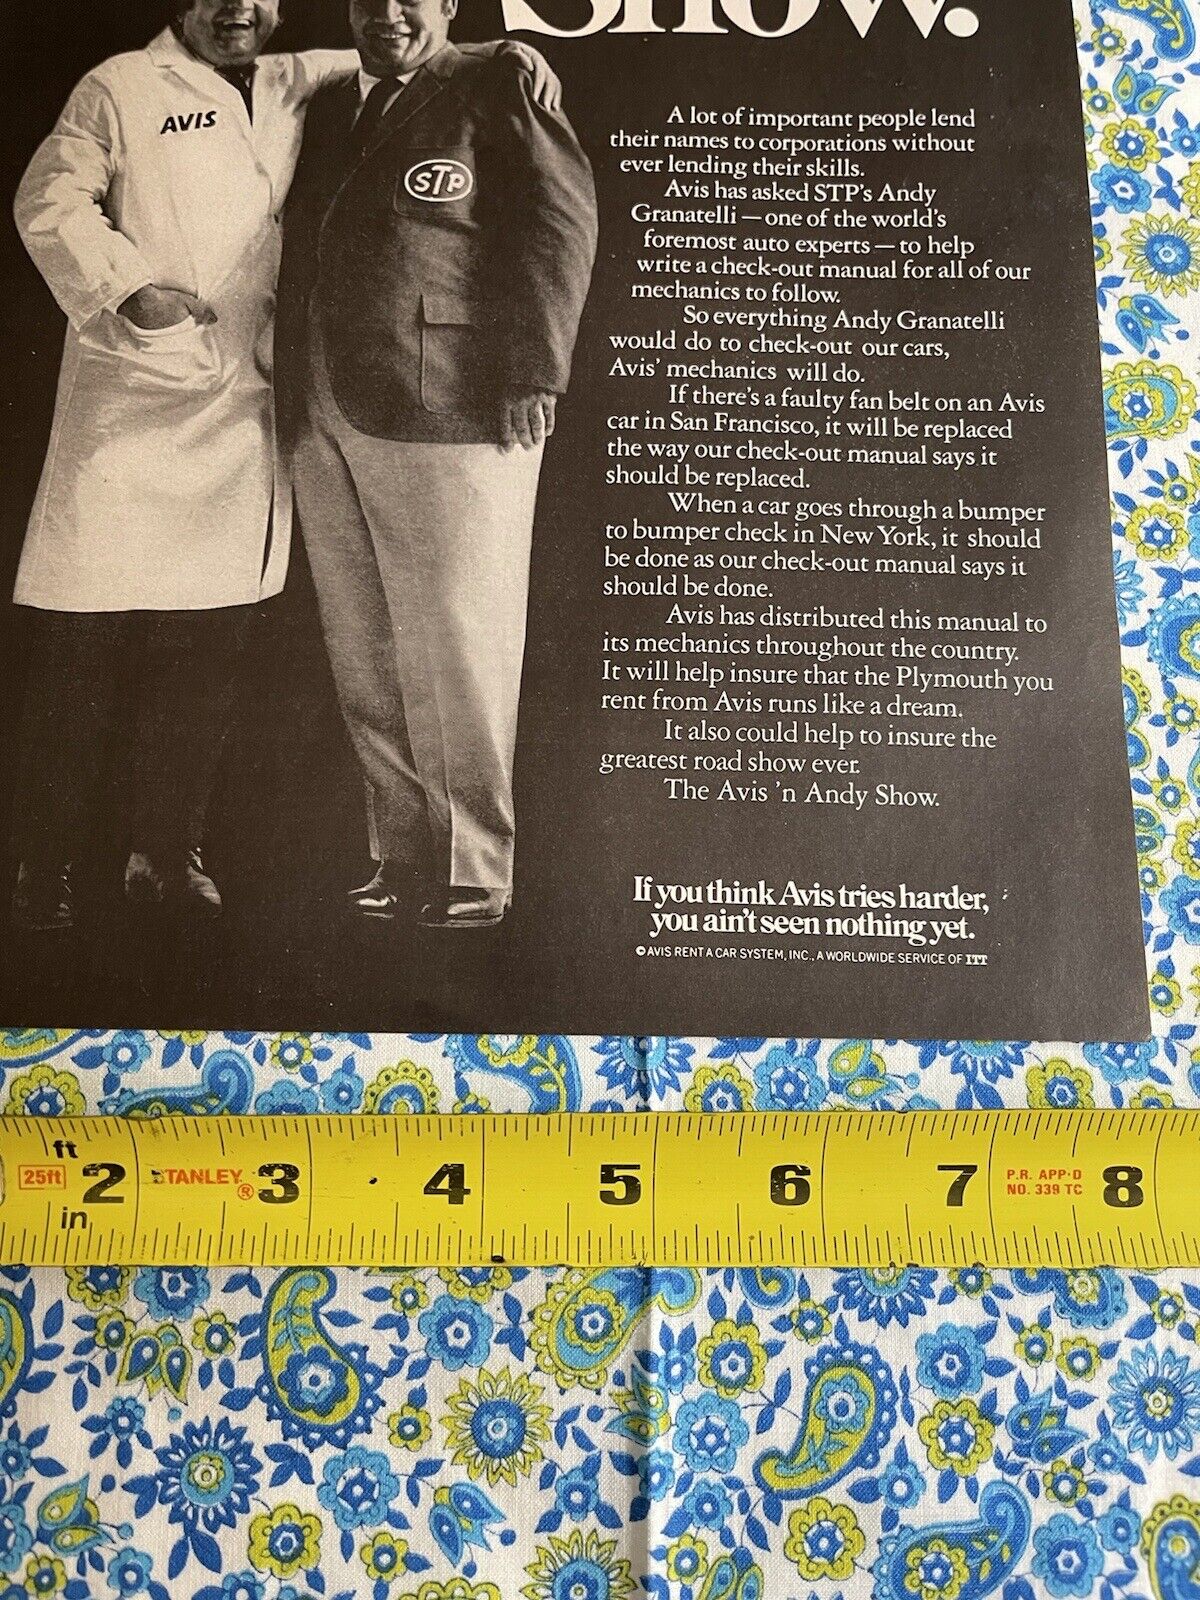 Show.
AVIS
STP
A lot of important people lend
their names to corporations without
ever lending their skills.
Avis has asked STP's Andy
Granatelli — one of the world's
foremost auto experts — to help
write a check-out manual for all of our
mechanics to follow.
So everything Andy Granatelli
would do to check-out our cars,
Avis' mechanics will do.
If there's a faulty fan belt on an Avis
car in San Francisco, it will be replaced
the way our check-out manual says it
should be replaced.
When a car goes through a bumper
to bumper check in New York, it should
be done as our check-out manual says it
should be done.
Avis has distributed this manual to
its mechanics throughout the country.
It will help insure that the Plymouth you
rent from Avis runs like a dream.
It also could help to insure the
greatest road show ever.
The Avis 'n Andy Show.
If you think Avis tries harder,
you ain't seen nothing yet.
© AVIS RENT A CAR SYSTEM, INC., A WORLDWIDE SERVICE OF ITT
ft
25ft 2 STANLEY ® 3 4 5 6 7 P.R. APP'D NO. 339 TC 8
in